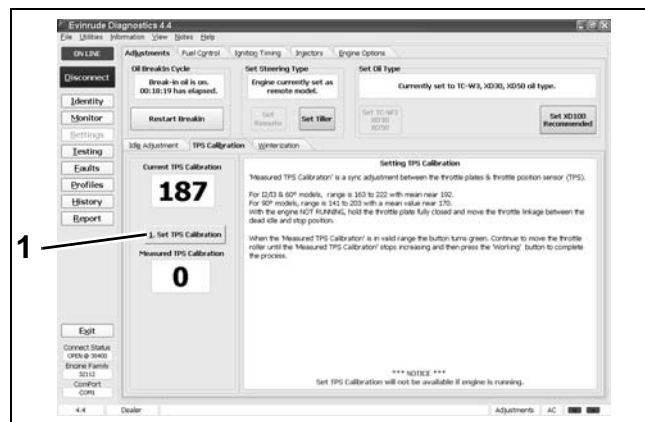 Evinrude Diagnostics 4.4
File Utilities Information View Notes Help
ON LINE
Adjustments Fuel Control Ignition Timing Injectors Engine Options
Disconnect
Identity
Monitor
Settings
Testing
Faults
Profiles
History
Report
Oil BreakIn Cycle
Break-in oil is on.
00:18:19 has elapsed.
Restart BreakIn
Set Steering Type
Engine currently set as
remote model.
Set
Remote
Set Tiller
Set Oil Type
Currently set to TC-W3, XD30, XD50 oil type.
Set TC-W3
XD30
XD50
Set XD100
Recommended
Idle Adjustment TPS Calibration Winterization
Current TPS Calibration
187
1
1. Set TPS Calibration
Measured TPS Calibration
0
Setting TPS Calibration
'Measured TPS Calibration' is a sync adjustment between the throttle plates & throttle position sensor (TPS).
For I2/I3 & 60° models, range is 163 to 222 with mean near 192.
For 90° models, range is 141 to 203 with a mean value near 170.
With the engine NOT RUNNING, hold the throttle plate fully closed and move the throttle linkage between the
dead idle and stop position.
When the 'Measured TPS Calibration' is in valid range the button turns green. Continue to move the throttle
roller until the 'Measured TPS Calibration' stops increasing and then press the 'Working' button to complete
the process.
*** NOTICE ***
Set TPS Calibration will not be available if engine is running.
Exit
Connect Status
OPEN @ 30400
Engine Family
32112
ComPort
COM1
4.4 Dealer Adjustments AC